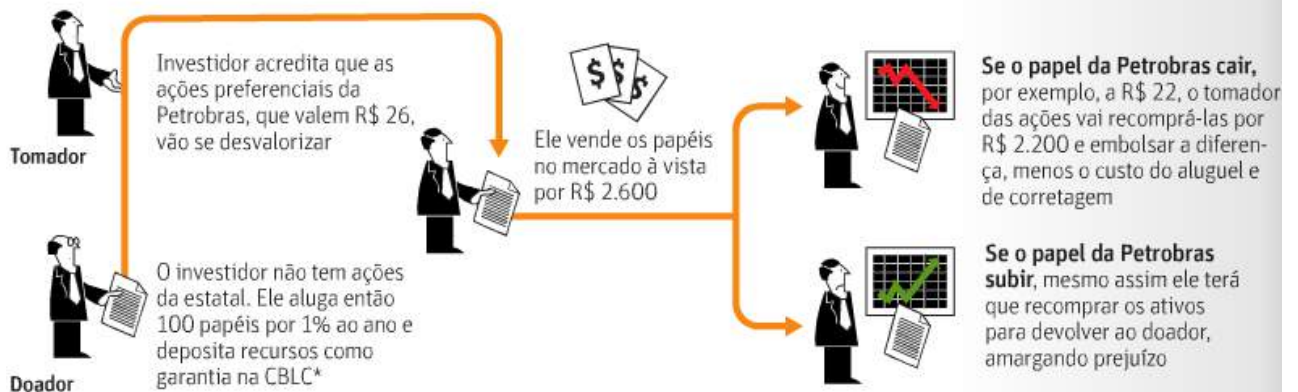 Tomador
Investidor acredita que as
ações preferenciais da
Petrobras, que valem R$ 26,
vão se desvalorizar
Doador
O investidor não tem ações
da estatal. Ele aluga então
100 papéis por 1% ao ano e
deposita recursos como
garantia na CBLC*
$ $ $
Ele vende os papéis
no mercado à vista
por R$ 2.600
Se o papel da Petrobras cair,
por exemplo, a R$ 22, o tomador
das ações vai recomprá-las por
R$ 2.200 e embolsar a diferen-
ça, menos o custo do aluguel e
de corretagem
Se o papel da Petrobras
subir, mesmo assim ele terá
que recomprar os ativos
para devolver ao doador,
amargando prejuízo